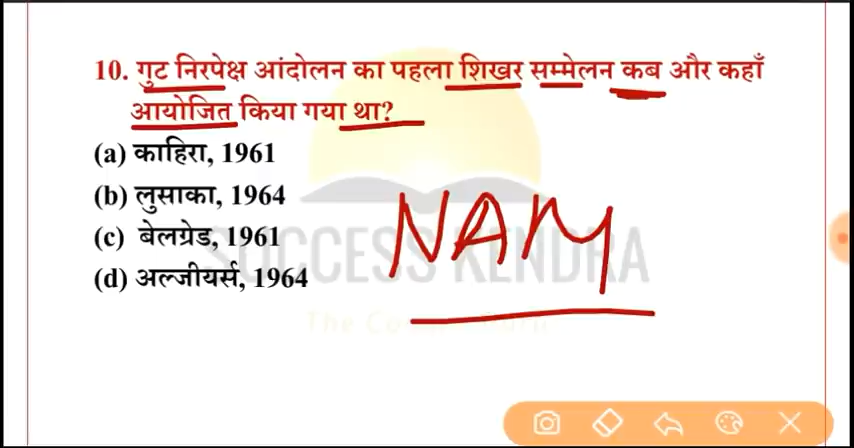 10. गुट निरपेक्ष आंदोलन का पहला शिखर सम्मेलन कब और कहाँ
आयोजित किया गया था?
(a) काहिरा, 1961
(b) लुसाका, 1964
(c) बेलग्रेड, 1961
(d) अल्जीयर्स, 1964
NAM
SUCCESS KENDRA